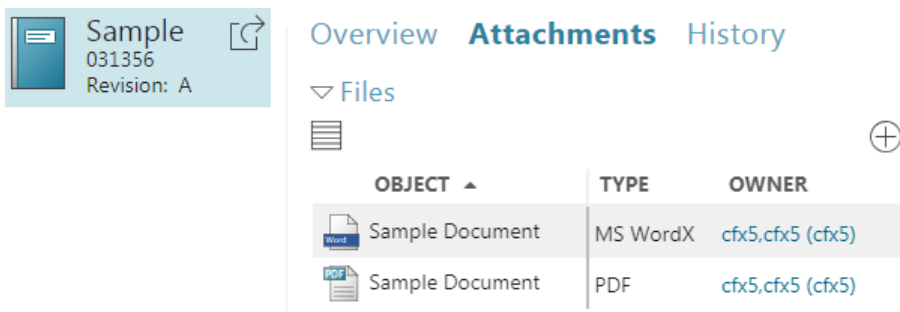 Sample
031356
Revision: A
Overview Attachments History
Files
OBJECT TYPE OWNER
Word Sample Document MS WordX cfx5,cfx5 (cfx5)
PDF Sample Document PDF cfx5,cfx5 (cfx5)